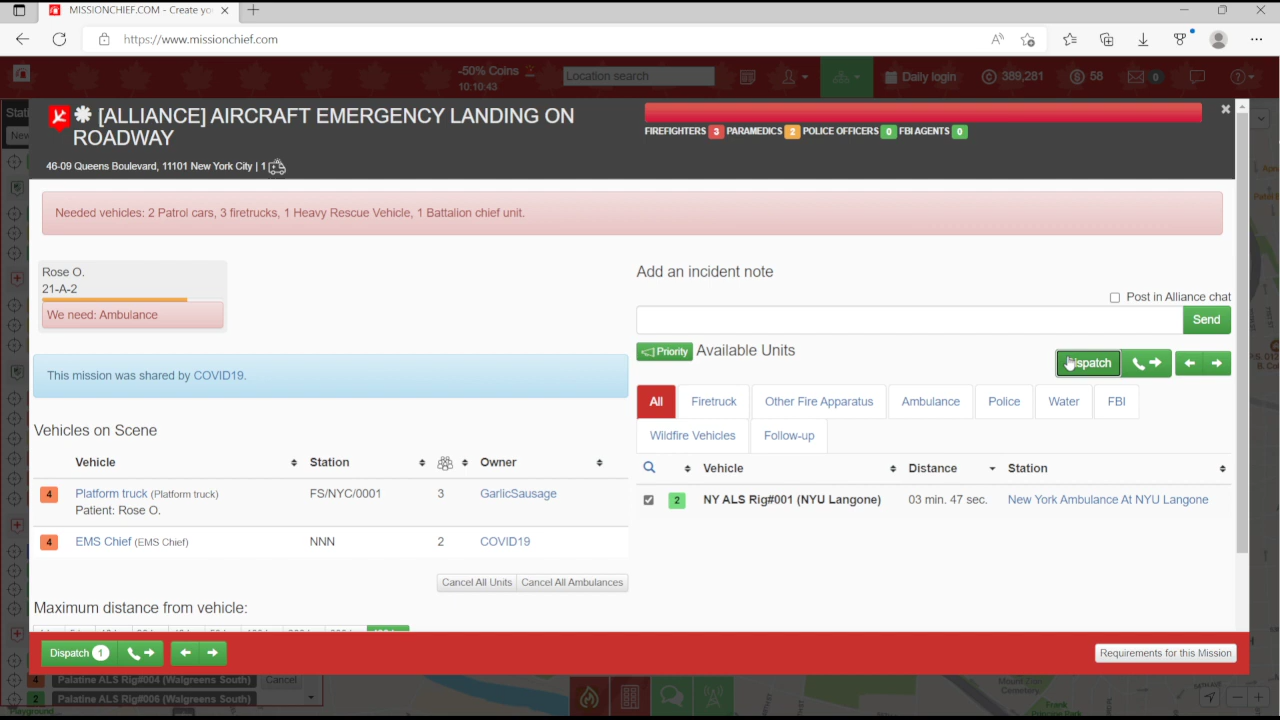 MISSIONCHIEF.COM - Create yo
https://www.missionchief.com
-50% Coins
10:10:43
Location search
Daily login
389,281
58
0
[ALLIANCE] AIRCRAFT EMERGENCY LANDING ON
ROADWAY
46-09 Queens Boulevard, 11101 New York City | 1
FIREFIGHTERS 3 PARAMEDICS 2 POLICE OFFICERS 0 FBI AGENTS 0
Needed vehicles: 2 Patrol cars, 3 firetrucks, 1 Heavy Rescue Vehicle, 1 Battalion chief unit.
Rose O.
21-A-2
We need: Ambulance
This mission was shared by COVID19.
Vehicles on Scene
Vehicle Station Owner
4 Platform truck (Platform truck) FS/NYC/0001 3 GarlicSausage
Patient: Rose O.
4 EMS Chief (EMS Chief) NNN 2 COVID19
Cancel All Units Cancel All Ambulances
Maximum distance from vehicle:
Add an incident note
Post in Alliance chat
Send
Priority Available Units
Dispatch
All Firetruck Other Fire Apparatus Ambulance Police Water FBI
Wildfire Vehicles Follow-up
Vehicle Distance Station
2 NY ALS Rig#001 (NYU Langone) 03 min. 47 sec. New York Ambulance At NYU Langone
Dispatch 1
Requirements for this Mission
4 Palatine ALS Rig#004 (Walgreens South) Cancel
2 Palatine ALS Rig#006 (Walgreens South)
Playground
Mount Zion
Cemetery
Frank